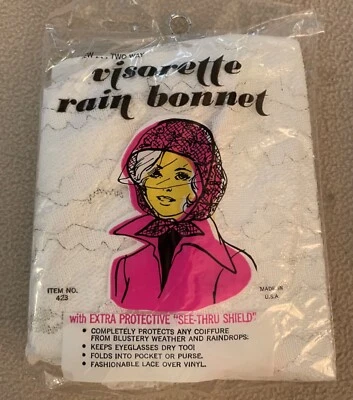 ...TWO WAY
visorette
rain bonnet
ITEM NO.
423
MADE IN
U.S.A
with EXTRA PROTECTIVE "SEE-THRU SHIELD"
• COMPLETELY PROTECTS ANY COIFFURE
FROM BLUSTERY WEATHER AND RAINDROPS.
• KEEPS EYEGLASSES DRY TOO!
• FOLDS INTO POCKET OR PURSE.
• FASHIONABLE LACE OVER VINYL.